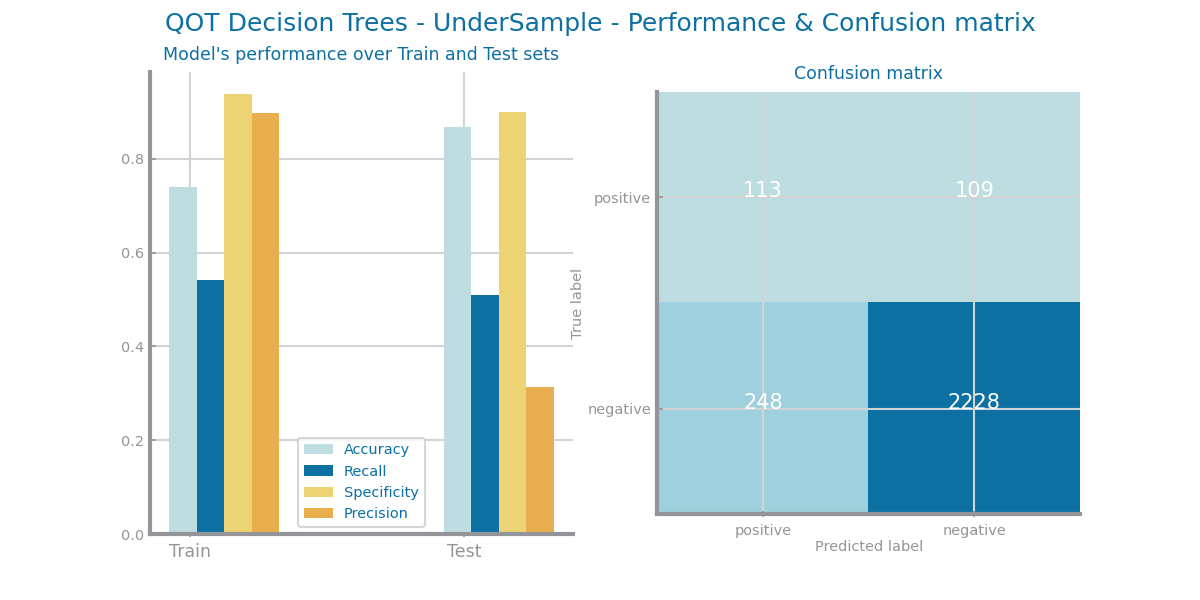 QOT Decision Trees - UnderSample - Performance & Confusion matrix
Model's performance over Train and Test sets
0.8
0.6
0.4
0.2
0.0
Train
Test
Accuracy
Recall
Specificity
Precision
Confusion matrix
True label
positive
negative
113
109
248
2228
positive
negative
Predicted label